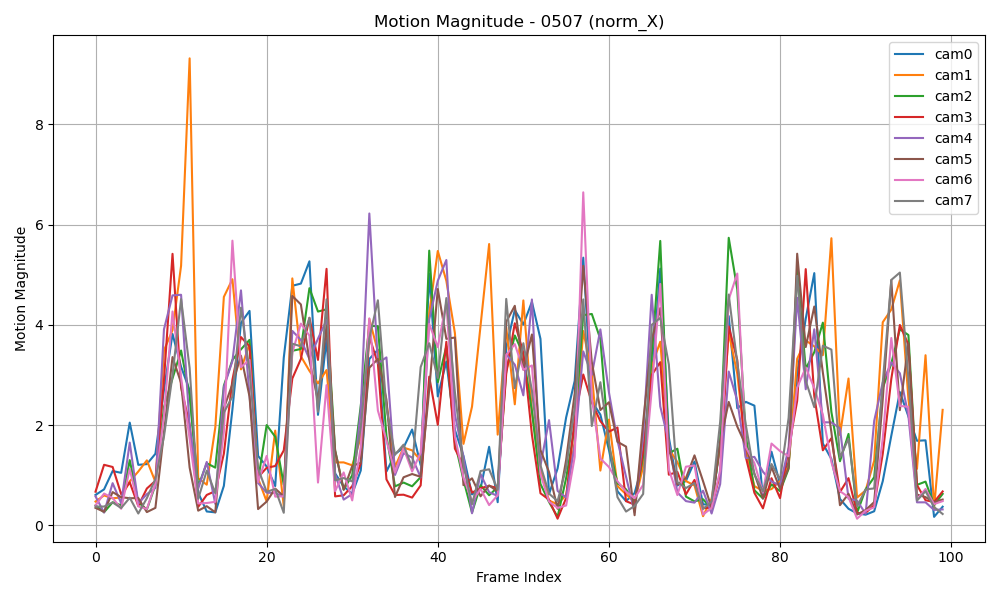 Motion Magnitude - 0507 (norm_X)
Motion Magnitude
8
6
4
2
0
0
20
40
60
80
100
Frame Index
cam0
cam1
cam2
cam3
cam4
cam5
cam6
cam7